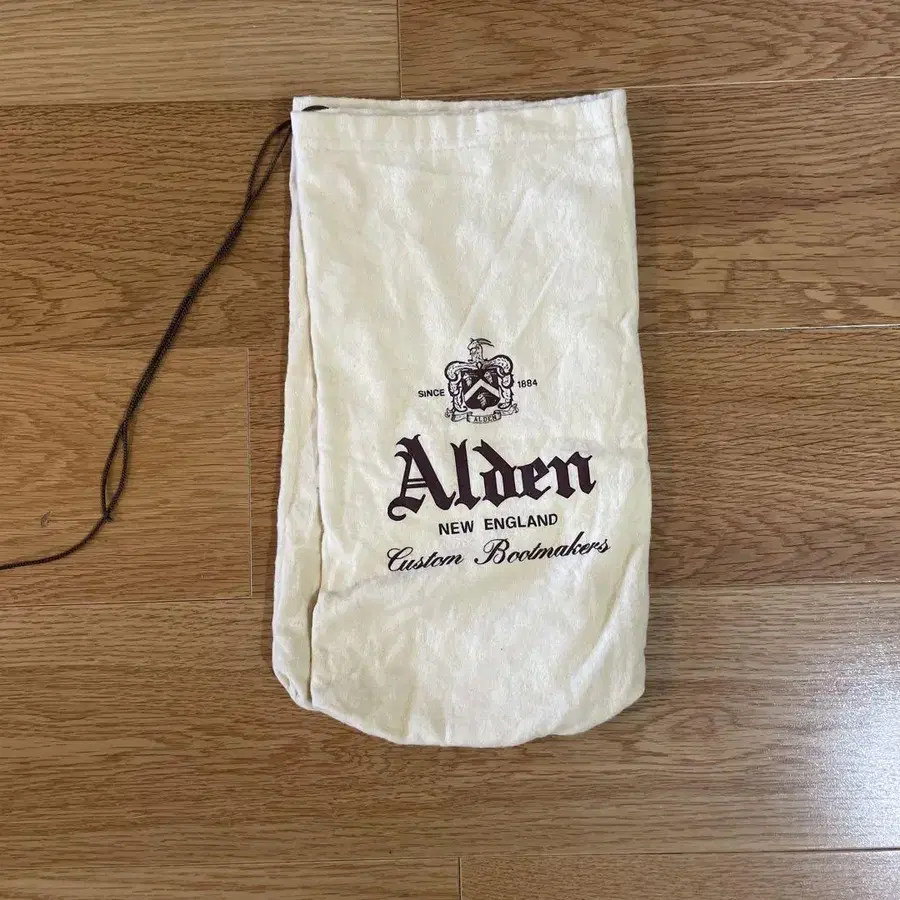 SINCE 1884
ALDEN
Alden
NEW ENGLAND
Custom Bootmakers